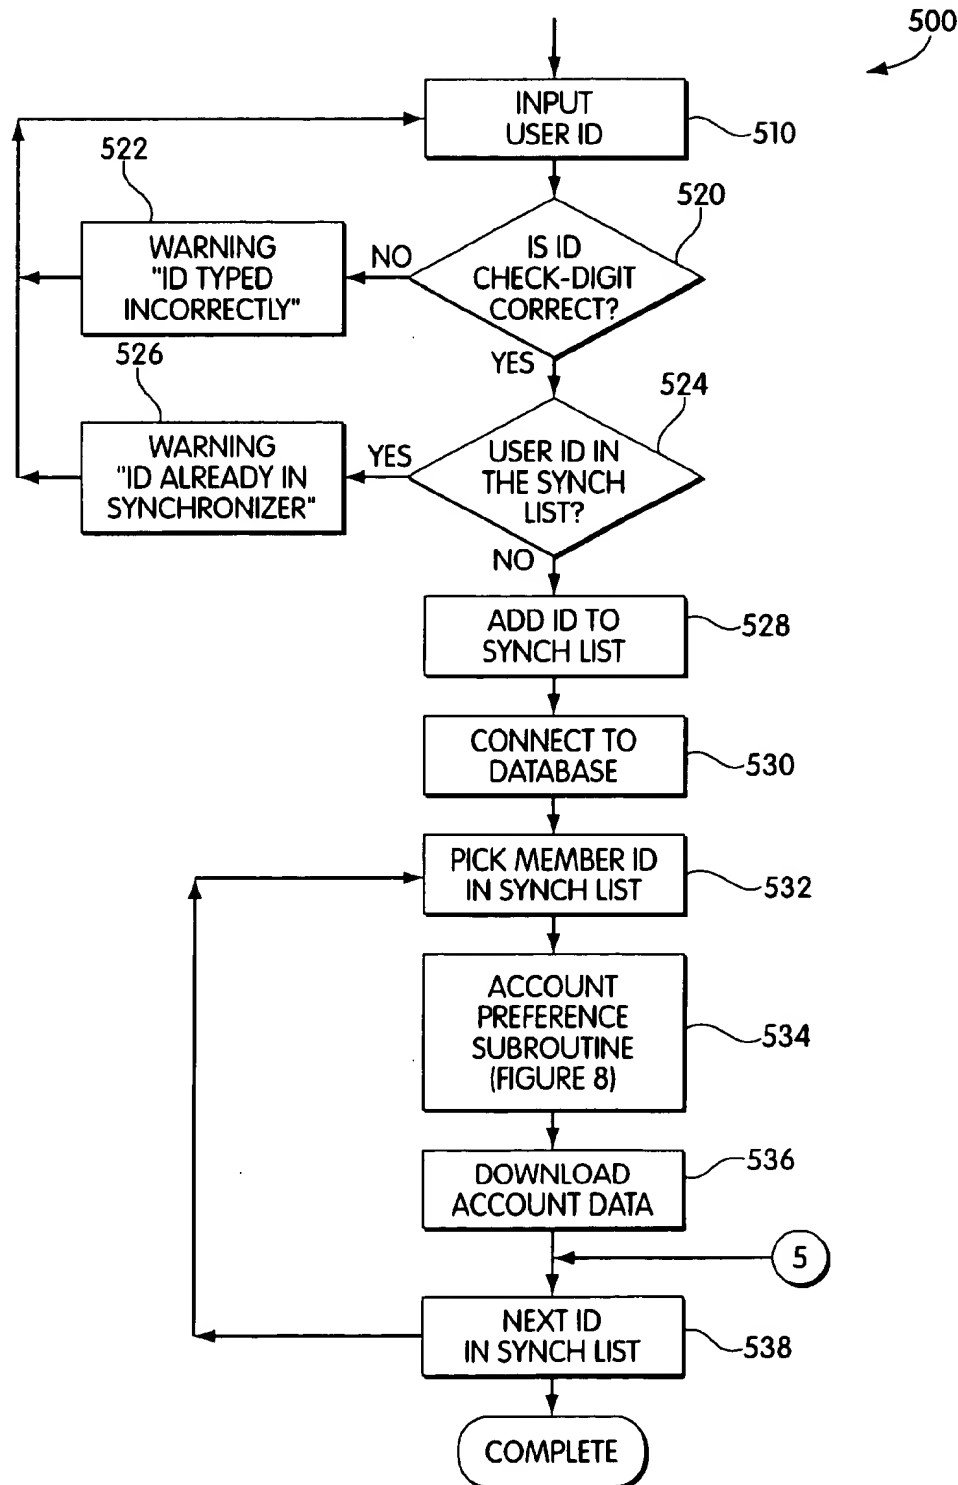 500
INPUT
USER ID
510
522
520
WARNING
"ID TYPED
INCORRECTLY"
NO
IS ID
CHECK-DIGIT
CORRECT?
526
YES
524
WARNING
"ID ALREADY IN
SYNCHRONIZER"
YES
USER ID IN
THE SYNCH
LIST?
NO
ADD ID TO
SYNCH LIST
528
CONNECT TO
DATABASE
530
PICK MEMBER ID
IN SYNCH LIST
532
ACCOUNT
PREFERENCE
SUBROUTINE
(FIGURE 8)
534
DOWNLOAD
ACCOUNT DATA
536
5
NEXT ID
IN SYNCH LIST
538
COMPLETE